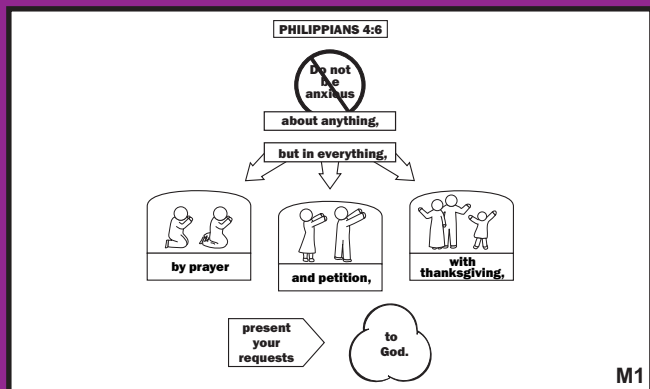 PHILIPPIANS 4:6
Do not
be
anxious
about anything,
but in everything,
by prayer
and petition,
with
thanksgiving,
present
your
requests
to
God.
M1